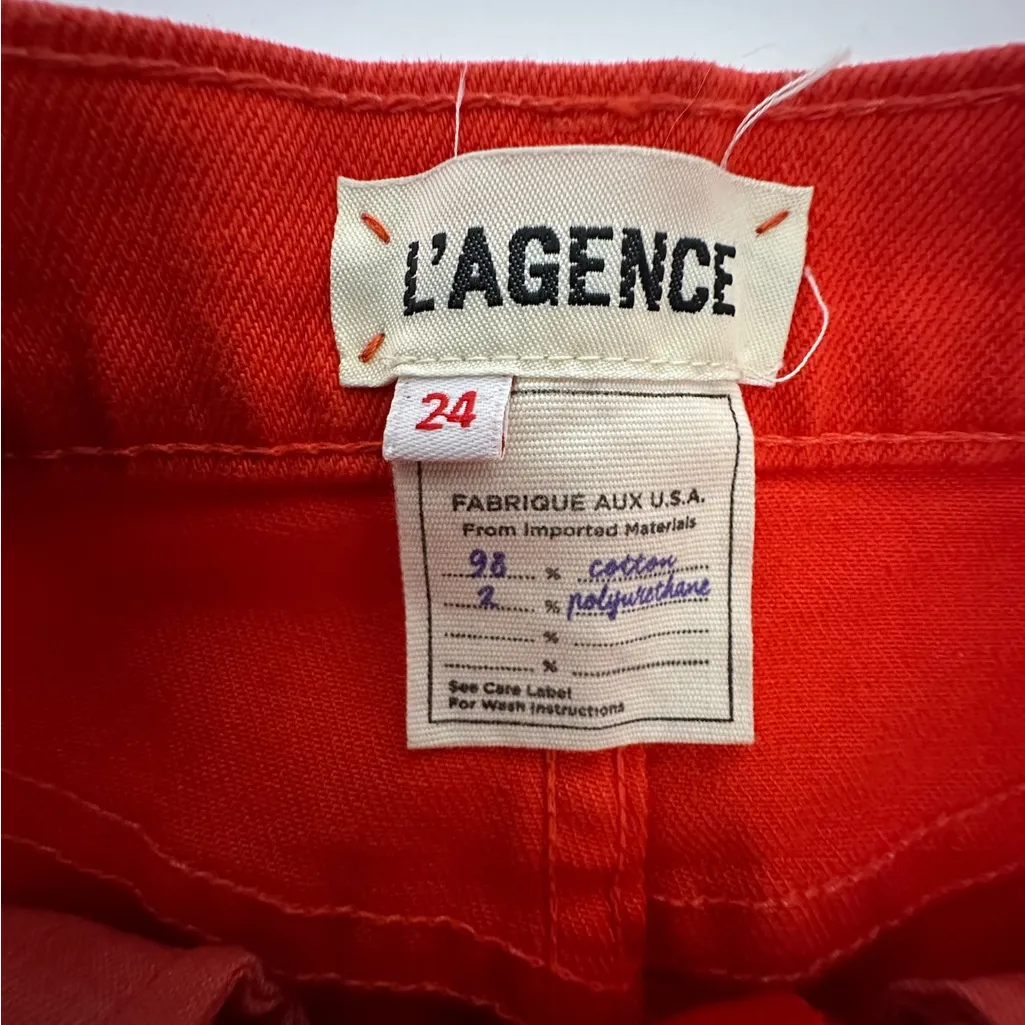 L'AGENCE
24
FABRIQUE AUX U.S.A.
From Imported Materials
98 % cotton
2 % polyurethane
%
%
See Care Label
For Wash Instructions